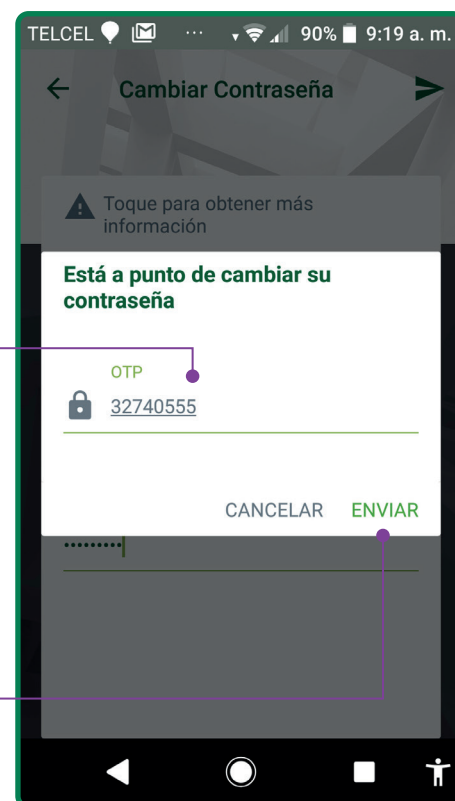 TELCEL ... 90% 9:19 a. m.
Cambiar Contraseña
Toque para obtener más
información
Está a punto de cambiar su
contraseña
OTP
32740555
CANCELAR ENVIAR
•••••••••